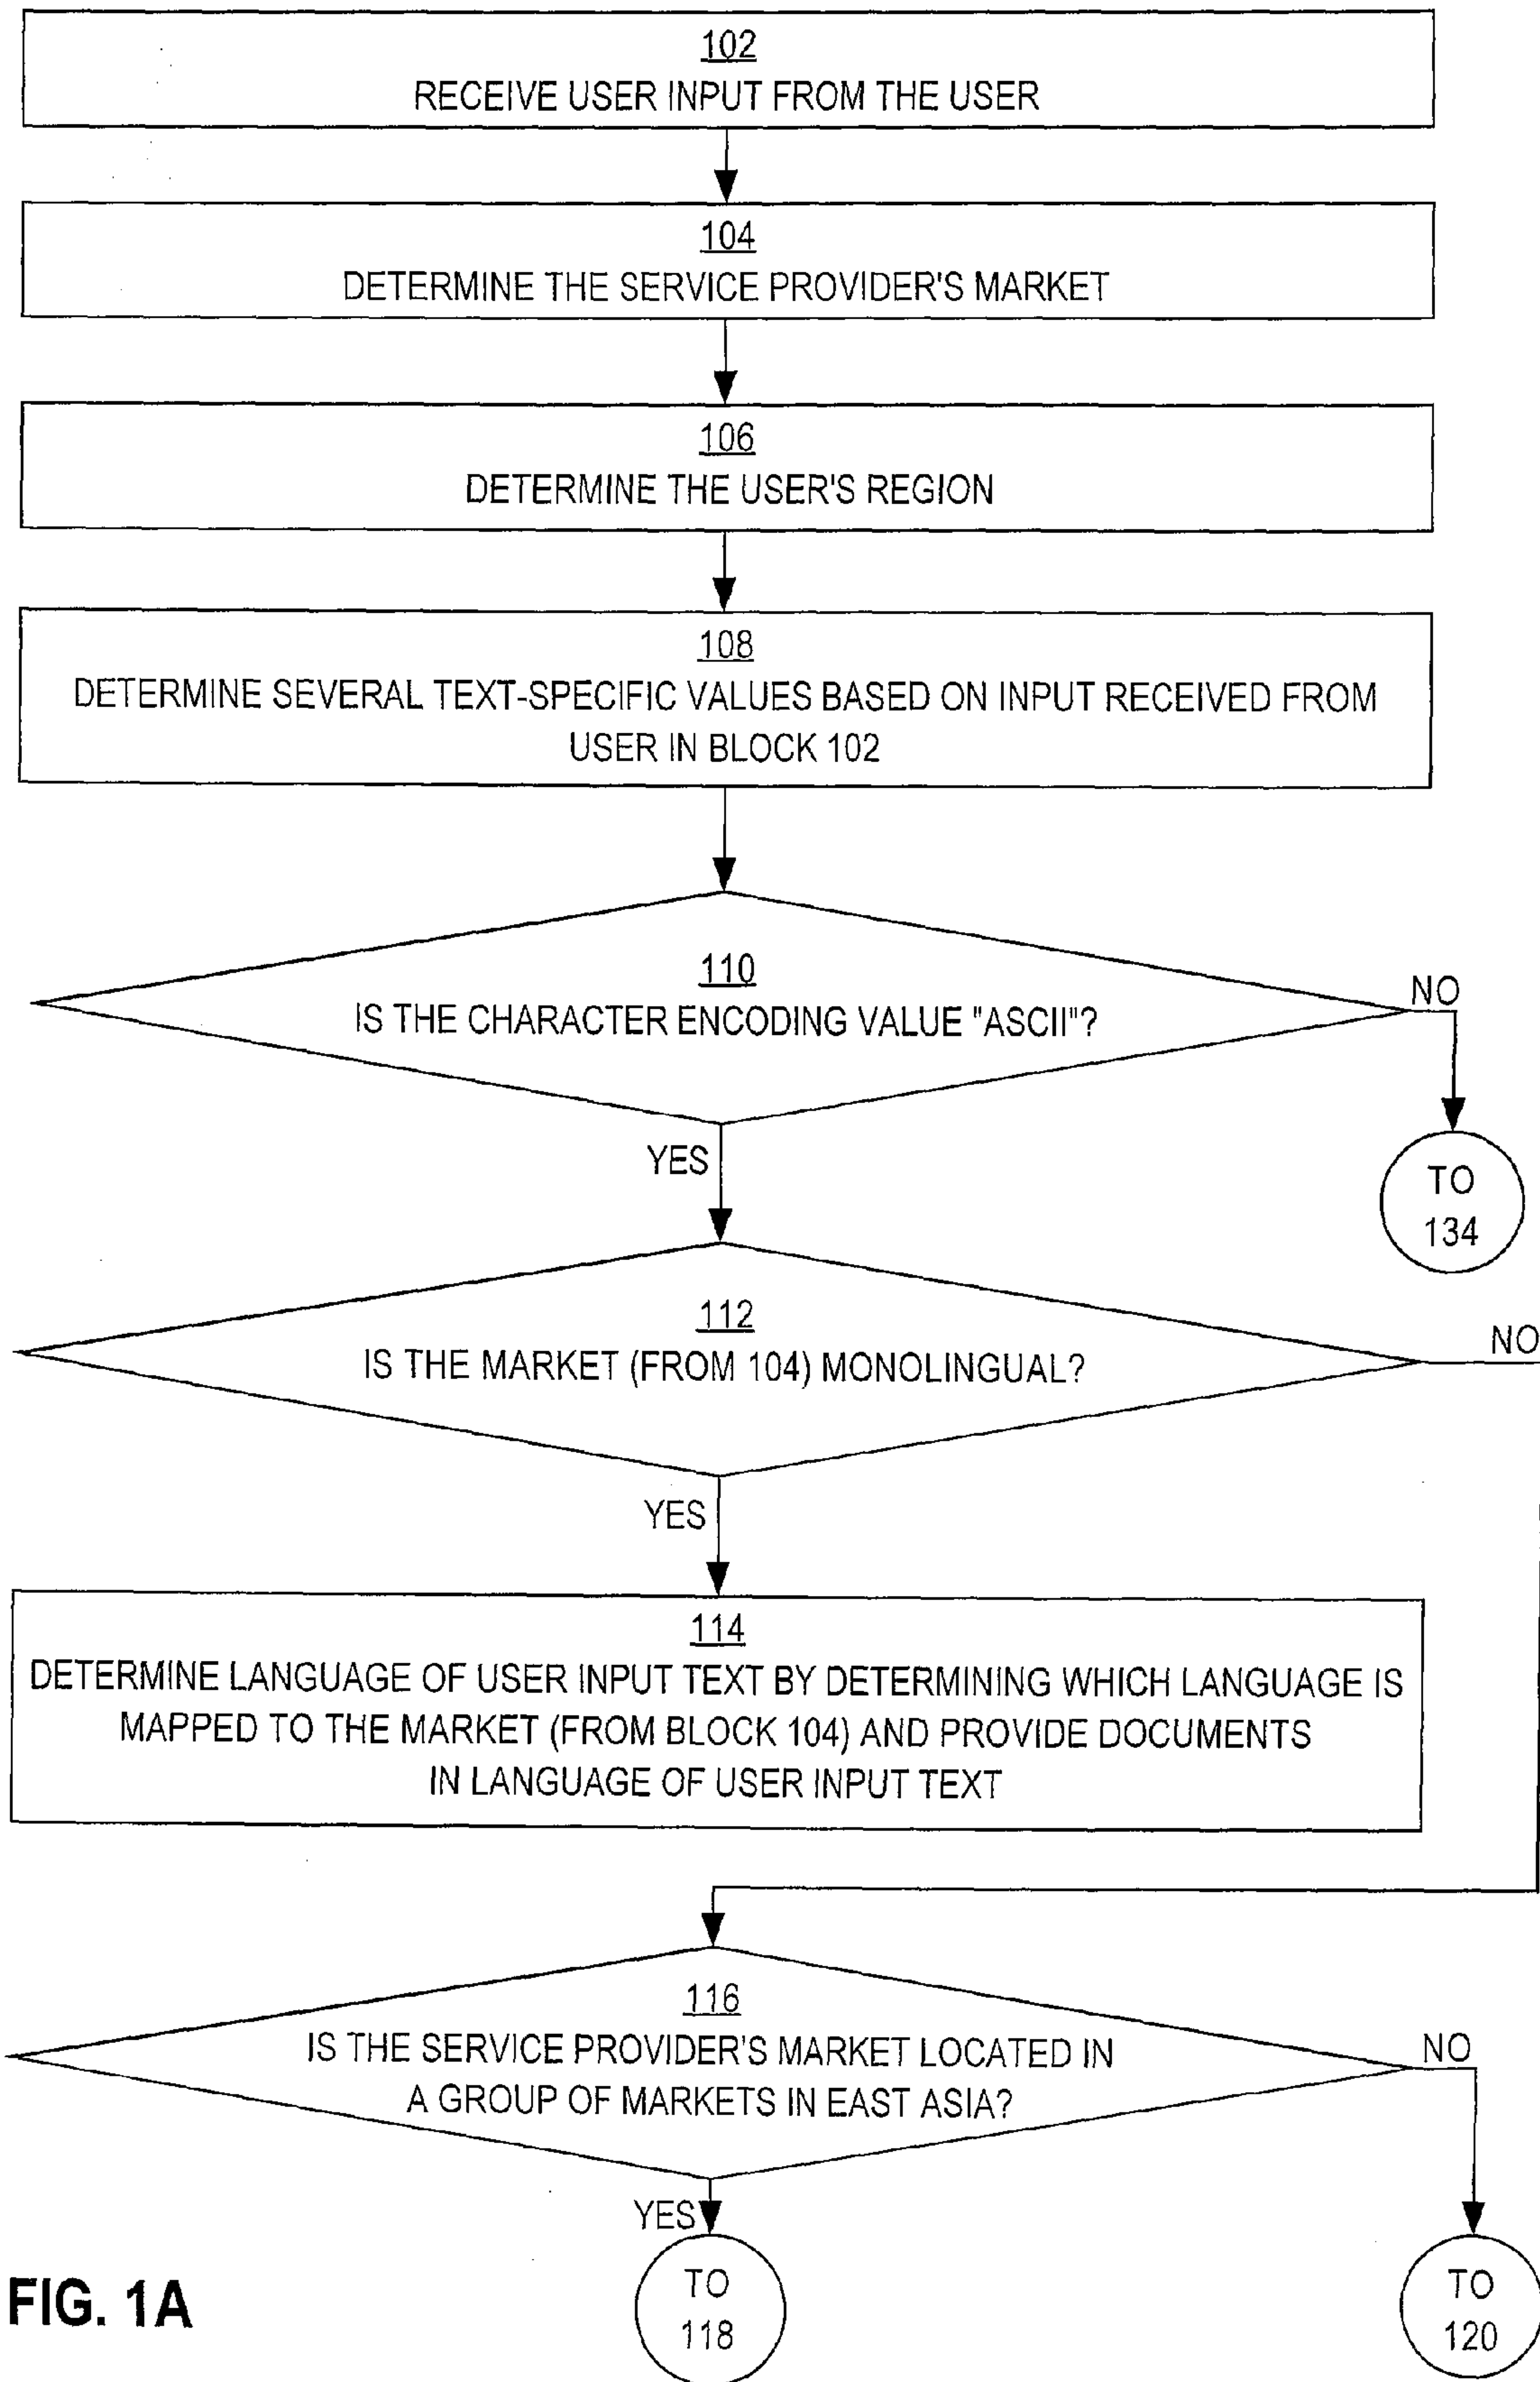 102
RECEIVE USER INPUT FROM THE USER
104
DETERMINE THE SERVICE PROVIDER'S MARKET
106
DETERMINE THE USER'S REGION
108
DETERMINE SEVERAL TEXT-SPECIFIC VALUES BASED ON INPUT RECEIVED FROM
USER IN BLOCK 102
110
IS THE CHARACTER ENCODING VALUE "ASCII"?
NO
YES
TO
134
112
IS THE MARKET (FROM 104) MONOLINGUAL?
NO
YES
114
DETERMINE LANGUAGE OF USER INPUT TEXT BY DETERMINING WHICH LANGUAGE IS
MAPPED TO THE MARKET (FROM BLOCK 104) AND PROVIDE DOCUMENTS
IN LANGUAGE OF USER INPUT TEXT
116
IS THE SERVICE PROVIDER'S MARKET LOCATED IN
A GROUP OF MARKETS IN EAST ASIA?
NO
YES
TO
118
TO
120
FIG. 1A